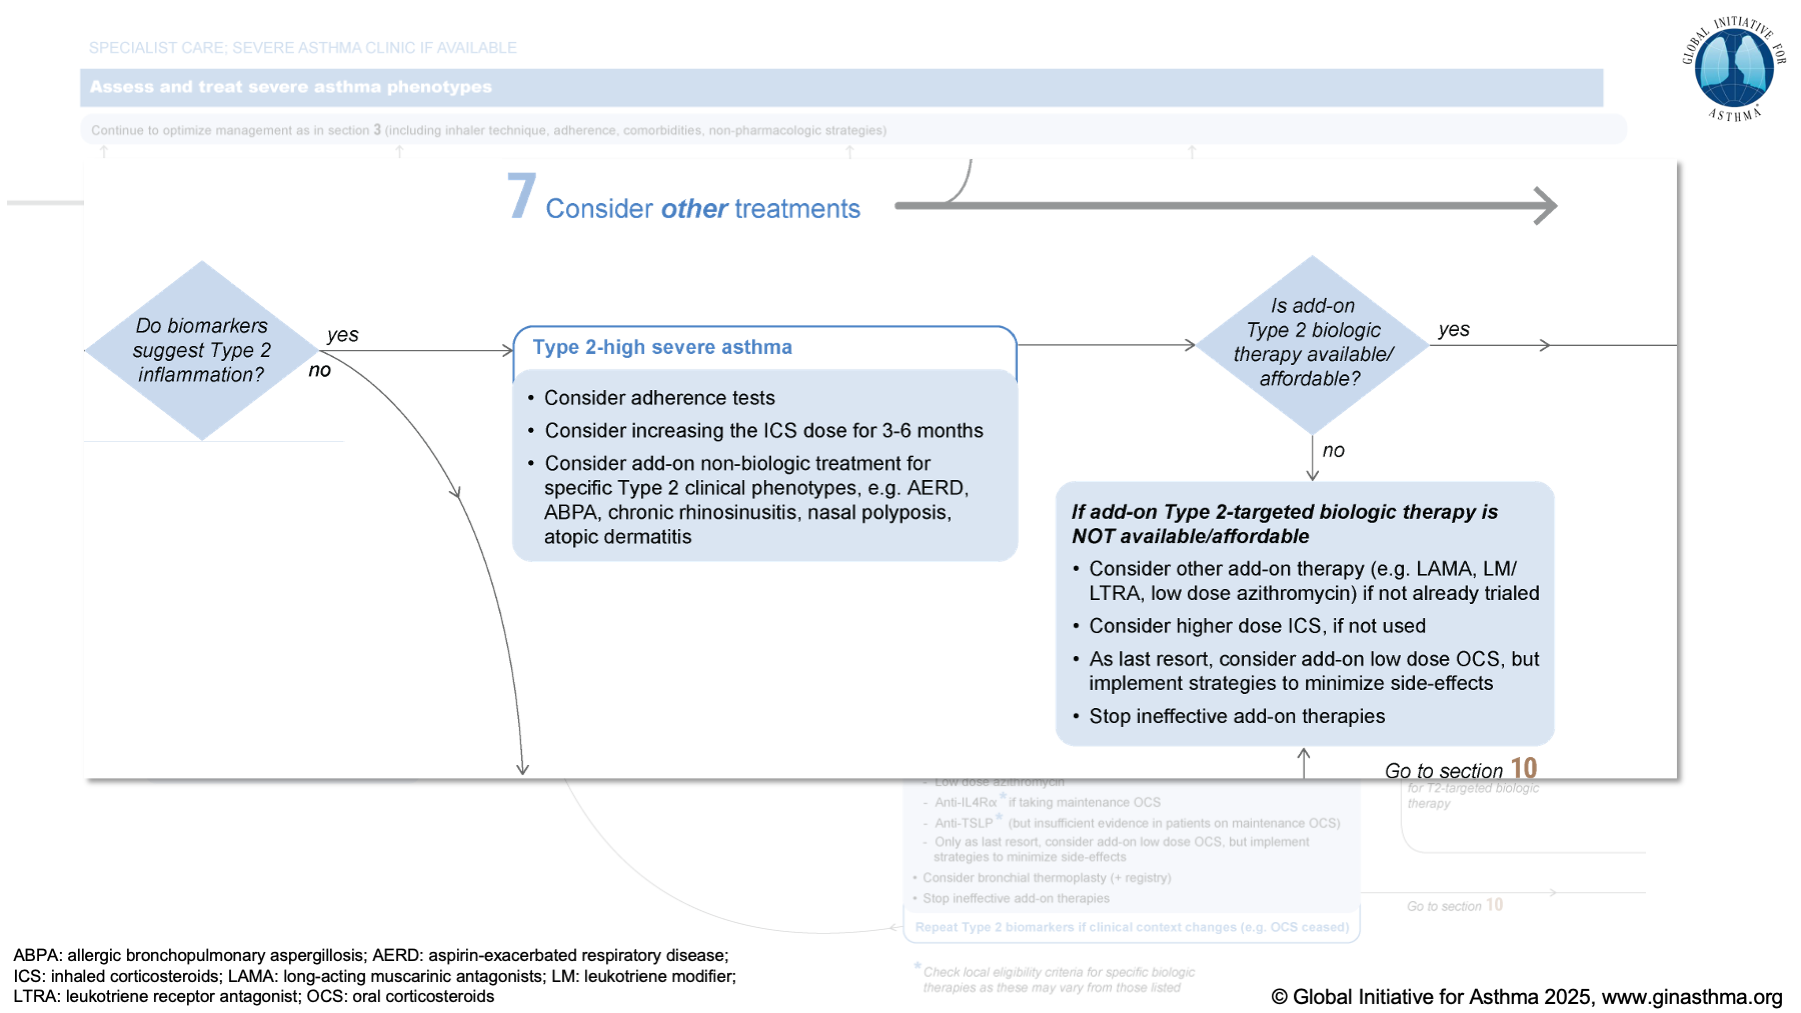 SPECIALIST CARE; SEVERE ASTHMA CLINIC IF AVAILABLE
GLOBAL INITIATIVE FOR ASTHMA
Assess and treat severe asthma phenotypes
Continue to optimize management as in section 3 (including inhaler technique, adherence, comorbidities, non-pharmacologic strategies)
7 Consider other treatments
Do biomarkers
suggest Type 2
inflammation?
yes
no
Type 2-high severe asthma
• Consider adherence tests
• Consider increasing the ICS dose for 3-6 months
• Consider add-on non-biologic treatment for
specific Type 2 clinical phenotypes, e.g. AERD,
ABPA, chronic rhinosinusitis, nasal polyposis,
atopic dermatitis
Is add-on
Type 2 biologic
therapy available/
affordable?
yes
no
If add-on Type 2-targeted biologic therapy is
NOT available/affordable
• Consider other add-on therapy (e.g. LAMA, LM/
LTRA, low dose azithromycin) if not already trialed
• Consider higher dose ICS, if not used
• As last resort, consider add-on low dose OCS, but
implement strategies to minimize side-effects
• Stop ineffective add-on therapies
Go to section 10
for T2-targeted biologic
therapy
- Low dose azithromycin
- Anti-IL4Rα* if taking maintenance OCS
- Anti-TSLP* (but insufficient evidence in patients on maintenance OCS)
- Only as last resort, consider add-on low dose OCS, but implement
strategies to minimize side-effects
• Consider bronchial thermoplasty (+ registry)
• Stop ineffective add-on therapies
Go to section 10
Repeat Type 2 biomarkers if clinical context changes (e.g. OCS ceased)
* Check local eligibility criteria for specific biologic
therapies as these may vary from those listed
ABPA: allergic bronchopulmonary aspergillosis; AERD: aspirin-exacerbated respiratory disease;
ICS: inhaled corticosteroids; LAMA: long-acting muscarinic antagonists; LM: leukotriene modifier;
LTRA: leukotriene receptor antagonist; OCS: oral corticosteroids
© Global Initiative for Asthma 2025, www.ginasthma.org